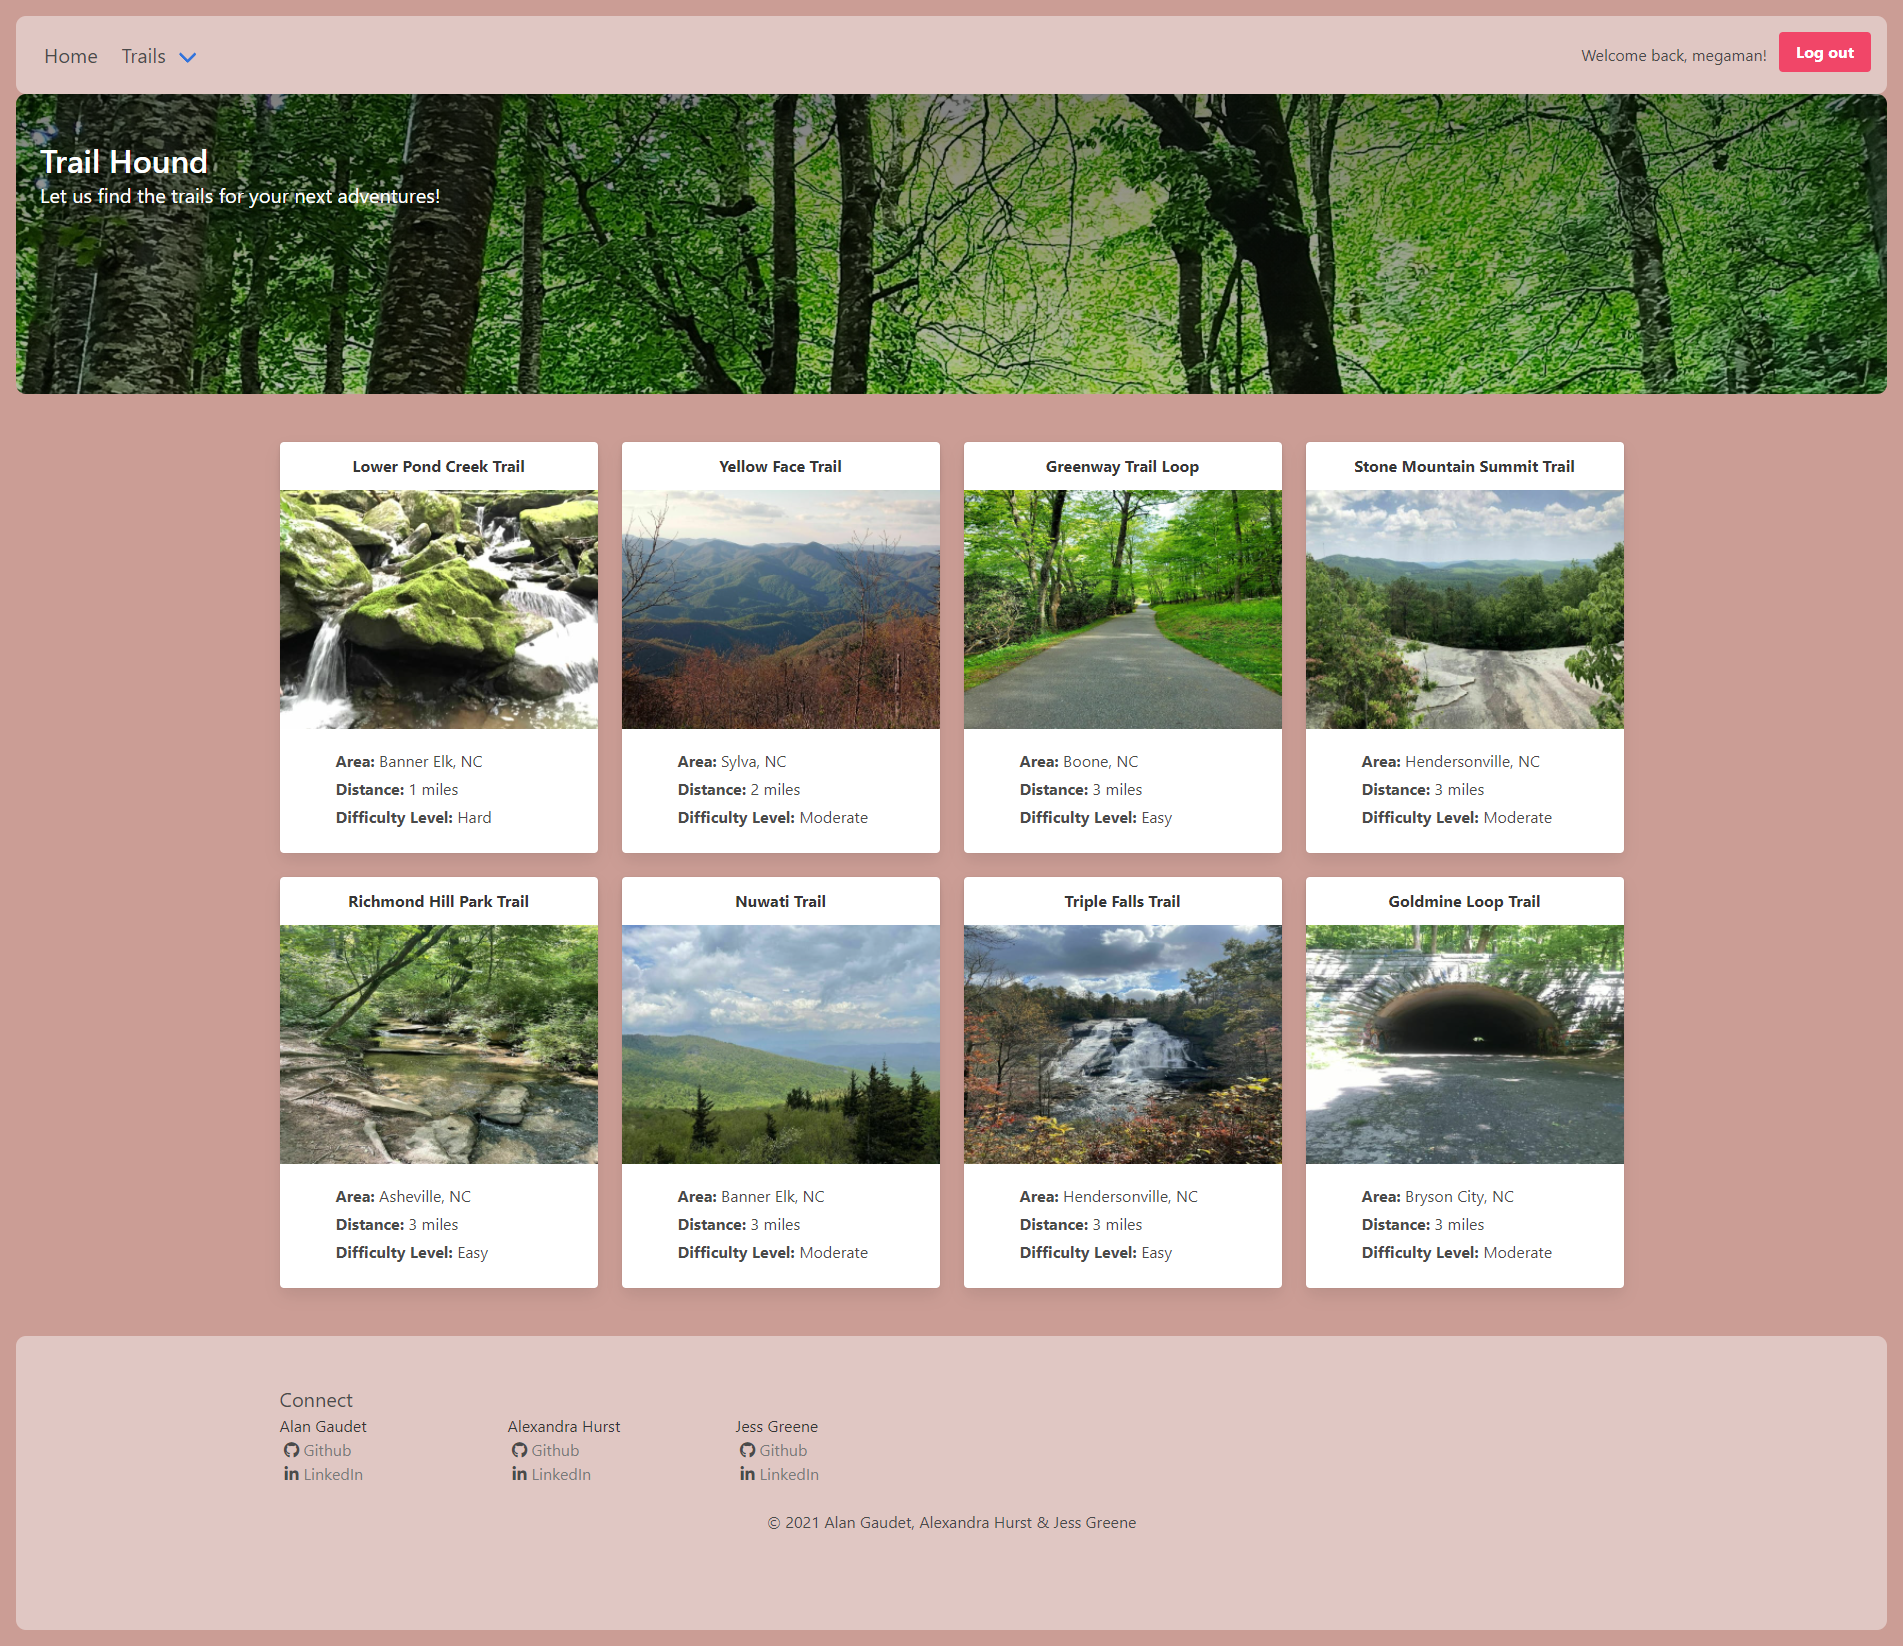 Home Trails
Welcome back, megaman! Log out
Trail Hound
Let us find the trails for your next adventures!
Lower Pond Creek Trail
Area: Banner Elk, NC
Distance: 1 miles
Difficulty Level: Hard
Yellow Face Trail
Area: Sylva, NC
Distance: 2 miles
Difficulty Level: Moderate
Greenway Trail Loop
Area: Boone, NC
Distance: 3 miles
Difficulty Level: Easy
Stone Mountain Summit Trail
Area: Hendersonville, NC
Distance: 3 miles
Difficulty Level: Moderate
Richmond Hill Park Trail
Area: Asheville, NC
Distance: 3 miles
Difficulty Level: Easy
Nuwati Trail
Area: Banner Elk, NC
Distance: 3 miles
Difficulty Level: Moderate
Triple Falls Trail
Area: Hendersonville, NC
Distance: 3 miles
Difficulty Level: Easy
Goldmine Loop Trail
Area: Bryson City, NC
Distance: 3 miles
Difficulty Level: Moderate
Connect
Alan Gaudet
Github
LinkedIn
Alexandra Hurst
Github
LinkedIn
Jess Greene
Github
LinkedIn
© 2021 Alan Gaudet, Alexandra Hurst & Jess Greene